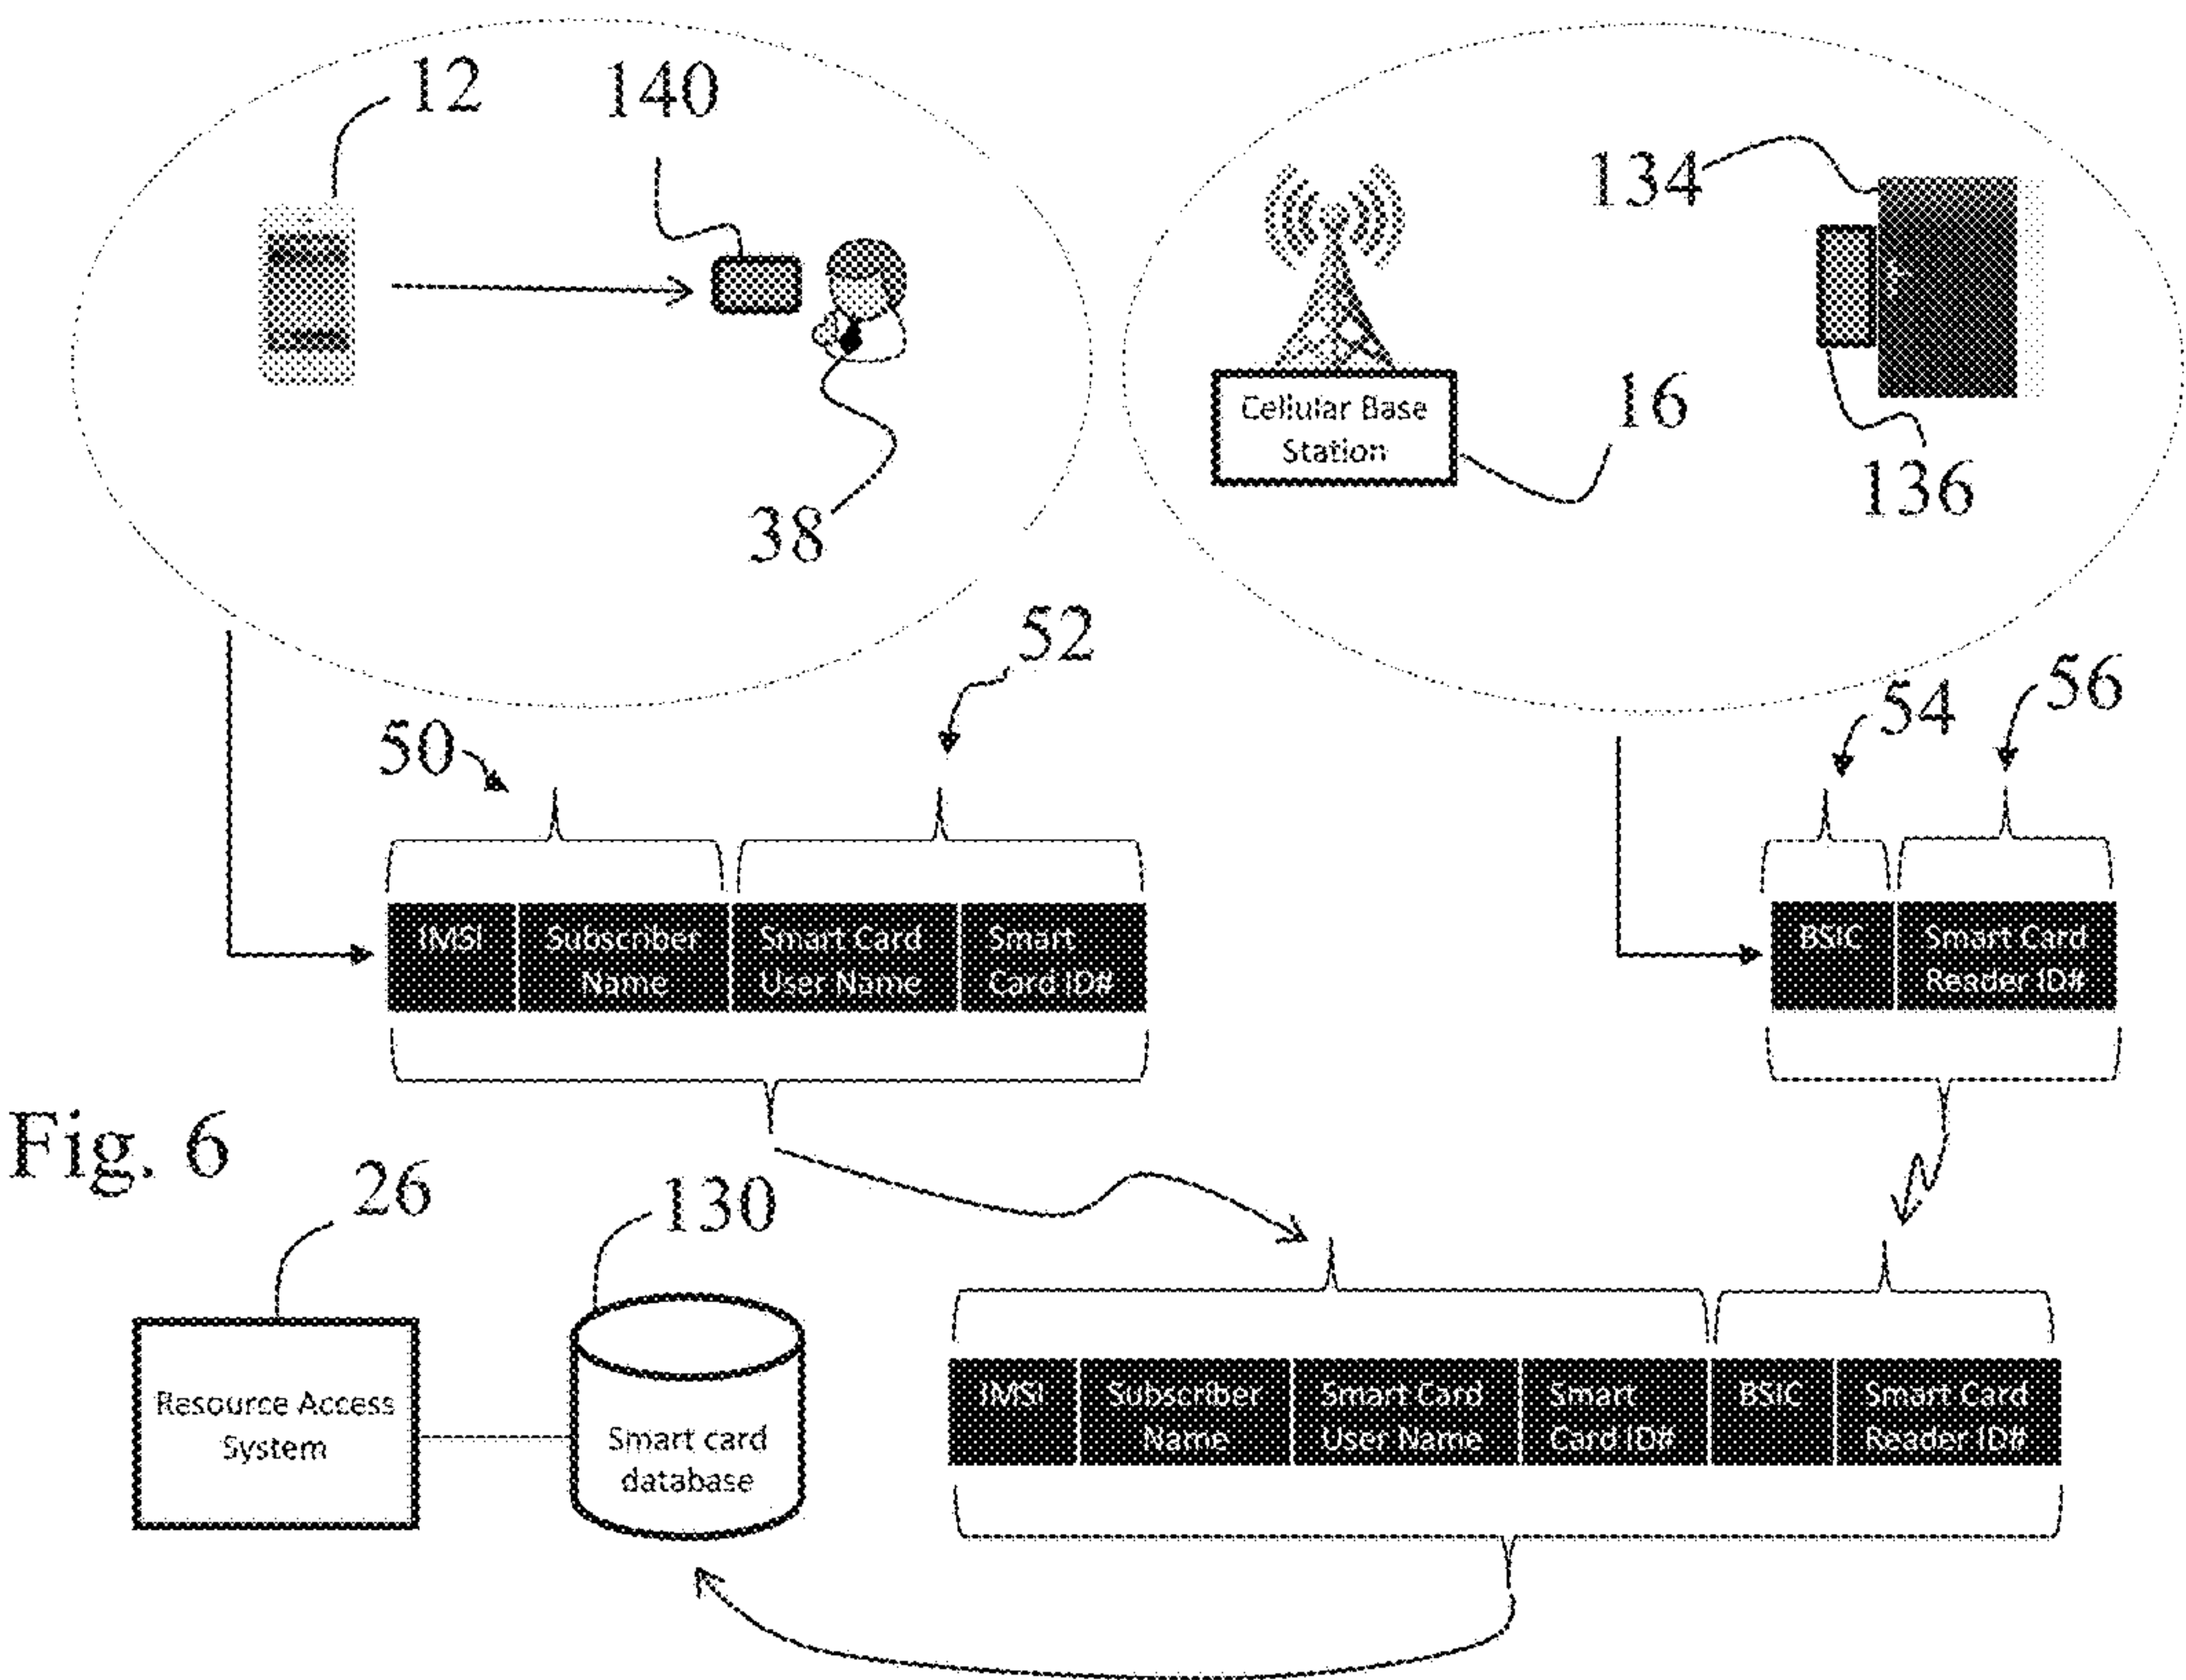 12
140
134
Cellular Base
Station
16
136
38
52
56
54
50
IMSI
Subscriber
Name
Smart Card
User Name
Smart
Card ID#
BSIC
Smart Card
Reader ID#
Fig. 6
26
130
Resource Access
System
Smart card
database
IMSI
Subscriber
Name
Smart Card
User Name
Smart
Card ID#
BSIC
Smart Card
Reader ID#